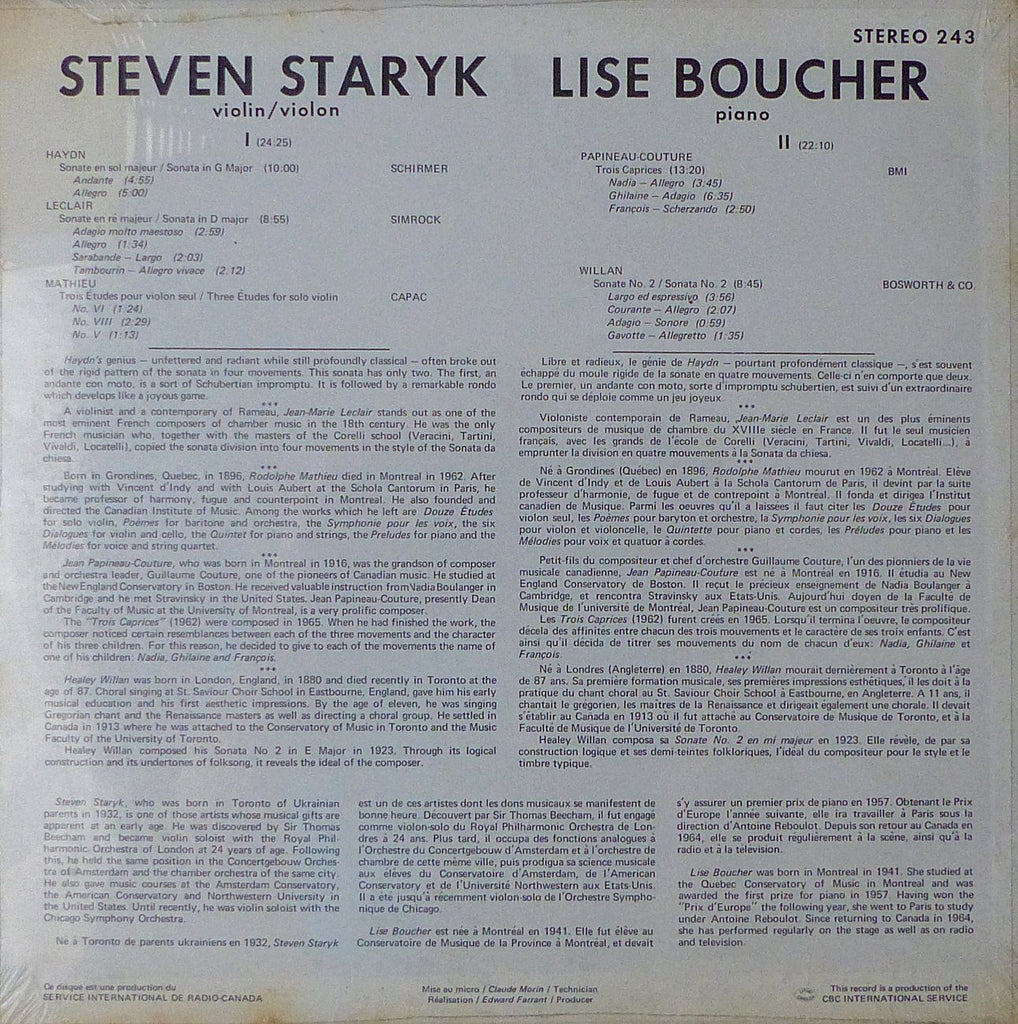 STEREO 243
STEVEN STARYK
violin/violon
LISE BOUCHER
piano
I (24:25)
HAYDN
Sonate en sol majeur / Sonata in G Major (10:00) SCHIRMER
Andante (4:55)
Allegro (5:00)
LECLAIR
Sonate en ré majeur / Sonata in D major (8:55) SIMROCK
Adagio molto maestoso (2:59)
Allegro (1:34)
Sarabande – Largo (2:03)
Tambourin – Allegro vivace (2:12)
MATHIEU
Trois Études pour violon seul / Three Études for solo violin CAPAC
No. VI (1:24)
No. VIII (2:29)
No. V (1:13)
II (22:10)
PAPINEAU-COUTURE
Trois Caprices (13:20) BMI
Nadia – Allegro (3:45)
Ghilaine – Adagio (6:35)
François – Scherzando (2:50)
WILLAN
Sonate No. 2 / Sonata No. 2 (8:45) BOSWORTH & CO.
Largo ed espressivo (3:56)
Courante – Allegro (2:07)
Adagio – Sonore (0:59)
Gavotte – Allegretto (1:35)
Haydn's genius – unfettered and radiant while still profoundly classical – often broke out
of the rigid pattern of the sonata in four movements. This sonata has only two. The first, an
andante con moto, is a sort of Schubertian impromptu. It is followed by a remarkable rondo
which develops like a joyous game.
***
A violinist and a contemporary of Rameau, Jean-Marie Leclair stands out as one of the
most eminent French composers of chamber music in the 18th century. He was the only
French musician who, together with the masters of the Corelli school (Veracini, Tartini,
Vivaldi, Locatelli), copied the sonata division into four movements in the style of the Sonata da
chiesa.
***
Born in Grondines, Quebec, in 1896, Rodolphe Mathieu died in Montreal in 1962. After
studying with Vincent d'Indy and with Louis Aubert at the Schola Cantorum in Paris, he
became professor of harmony, fugue and counterpoint in Montreal. He also founded and
directed the Canadian Institute of Music. Among the works which he left are Douze Études
for solo violin, Poèmes for baritone and orchestra, the Symphonie pour les voix, the six
Dialogues for violin and cello, the Quintet for piano and strings, the Preludes for piano and the
Mélodies for voice and string quartet.
***
Jean Papineau-Couture, who was born in Montreal in 1916, was the grandson of composer
and orchestra leader, Guillaume Couture, one of the pioneers of Canadian music. He studied at
the New England Conservatory in Boston. He received valuable instruction from Nadia Boulanger in
Cambridge and he met Stravinsky in the United States. Jean Papineau-Couture, presently Dean
of the Faculty of Music at the University of Montreal, is a very prolific composer.
The "Trois Caprices" (1962) were composed in 1965. When he had finished the work, the
composer noticed certain resemblances between each of the three movements and the character
of his three children. For this reason, he decided to give to each of the movements the name of
one of his children: Nadia, Ghilaine and François.
***
Healey Willan was born in London, England, in 1880 and died recently in Toronto at the
age of 87. Choral singing at St. Saviour Choir School in Eastbourne, England, gave him his early
musical education and his first aesthetic impressions. By the age of eleven, he was singing
Gregorian chant and the Renaissance masters as well as directing a choral group. He settled in
Canada in 1913 where he was attached to the Conservatory of Music in Toronto and the Music
Faculty of the University of Toronto.
Healey Willan composed his Sonata No 2 in E Major in 1923. Through its logical
construction and its undertones of folksong, it reveals the ideal of the composer.
Libre et radieux, le génie de Haydn – pourtant profondément classique –, s'est souvent
échappé du moule rigide de la sonate en quatre mouvements. Celle-ci n'en comporte que deux.
Le premier, un andante con moto, sorte d'impromptu schubertien, est suivi d'un extraordinaire
rondo qui se déploie comme un jeu joyeux.
***
Violoniste contemporain de Rameau, Jean-Marie Leclair est un des plus éminents
compositeurs de musique de chambre du XVIIIe siècle en France. Il fut le seul musicien
français, avec les grands de l'école de Corelli (Veracini, Tartini, Vivaldi, Locatelli...), à
emprunter la division en quatre mouvements à la Sonata da chiesa.
***
Né à Grondines (Québec) en 1896, Rodolphe Mathieu mourut en 1962 à Montréal. Elève
de Vincent d'Indy et de Louis Aubert à la Schola Cantorum de Paris, il devint par la suite
professeur d'harmonie, de fugue et de contrepoint à Montréal. Il fonda et dirigea l'Institut
canadien de Musique. Parmi les oeuvres qu'il a laissées il faut citer les Douze Études pour
violon seul, les Poèmes pour baryton et orchestre, la Symphonie pour les voix, les six Dialogues
pour violon et violoncelle, le Quintette pour piano et cordes, les Préludes pour piano et les
Mélodies pour voix et quatuor à cordes.
***
Petit-fils du compositeur et chef d'orchestre Guillaume Couture, l'un des pionniers de la vie
musicale canadienne, Jean Papineau-Couture est né à Montréal en 1916. Il étudia au New
England Conservatory de Boston. Il reçut le précieux enseignement de Nadia Boulanger à
Cambridge, et rencontra Stravinsky aux Etats-Unis. Aujourd'hui doyen de la Faculté de
Musique de l'université de Montréal, Jean Papineau-Couture est un compositeur très prolifique.
Les Trois Caprices (1962) furent créés en 1965. Lorsqu'il termina l'oeuvre, le compositeur
décela des affinités entre chacun des trois mouvements et le caractère de ses troix enfants. C'est
ainsi qu'il décida de titrer ses mouvements du nom de chacun d'eux: Nadia, Ghilaine et
François.
***
Né à Londres (Angleterre) en 1880, Healey Willan mourait dernièrement à Toronto à l'âge
de 87 ans. Sa première formation musicale, ses premières impressions esthétiques, il les doit à la
pratique du chant choral au St. Saviour Choir School à Eastbourne, en Angleterre. A 11 ans, il
chantait le grégorien, les maîtres de la Renaissance et dirigeait également une chorale. Il devait
s'établir au Canada en 1913 où il fut attaché au Conservatoire de Musique de Toronto, et à la
Faculté de Musique de l'Université de Toronto.
Healey Willan composa sa Sonate No. 2 en mi majeur en 1923. Elle révèle, de par sa
construction logique et ses demi-teintes folkloriques, l'idéal du compositeur pour le style et le
timbre typique.
Steven Staryk, who was born in Toronto of Ukrainian
parents in 1932, is one of those artists whose musical gifts are
apparent at an early age. He was discovered by Sir Thomas
Beecham and became violin soloist with the Royal Phil-
harmonic Orchestra of London at 24 years of age. Following
this, he held the same position in the Concertgebouw Orches-
tra of Amsterdam and the chamber orchestra of the same city.
He also gave music courses at the Amsterdam Conservatory,
the American Conservatory and Northwestern University in
the United States. Until recently, he was violin soloist with the
Chicago Symphony Orchestra.
Né à Toronto de parents ukrainiens en 1932, Steven Staryk
est un de ces artistes dont les dons musicaux se manifestent de
bonne heure. Découvert par Sir Thomas Beecham, il fut engagé
comme violon-solo du Royal Philharmonic Orchestra de Lon-
dres à 24 ans. Plus tard, il occupa des fonctions analogues à
l'Orchestre du Concertgebouw d'Amsterdam et à l'orchestre de
chambre de cette même ville, puis prodigua sa science musicale
aux élèves du Conservatoire d'Amsterdam, de l'American
Conservatory et de l'Université Northwestern aux Etats-Unis.
Il a été jusqu'à récemment violon-solo de l'Orchestre Sympho-
nique de Chicago.
Lise Boucher est née à Montréal en 1941. Elle fut élève au
Conservatoire de Musique de la Province à Montréal, et devait
s'y assurer un premier prix de piano en 1957. Obtenant le Prix
d'Europe l'année suivante, elle ira travailler à Paris sous la
direction d'Antoine Reboulot. Depuis son retour au Canada en
1964, elle se produit régulièrement à la scène, ainsi qu'à la
radio et à la télévision.
Lise Boucher was born in Montreal in 1941. She studied at
the Quebec Conservatory of Music in Montreal and was
awarded the first prize for piano in 1957. Having won the
"Prix d'Europe" the following year, she went to Paris to study
under Antoine Reboulot. Since returning to Canada in 1964,
she has performed regularly on the stage as well as on radio
and television.
Ce disque est une production du
SERVICE INTERNATIONAL DE RADIO-CANADA
Mise au micro / Claude Morin / Technician
Réalisation / Edward Farrant / Producer
This record is a production of the
CBC INTERNATIONAL SERVICE